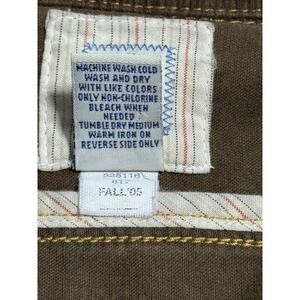 MACHINE WASH COLD
WASH AND DRY
WITH LIKE COLORS
ONLY NON-CHLORINE
BLEACH WHEN
NEEDED
TUMBLE DRY MEDIUM
WARM IRON ON
REVERSE SIDE ONLY
FALL'05